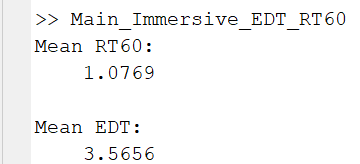 >> Main_Immersive_EDT_RT60
Mean RT60:
1.0769
Mean EDT:
3.5656